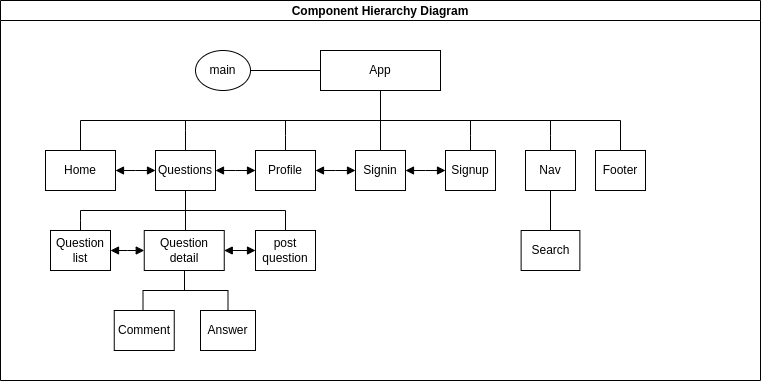 Component Hierarchy Diagram
main
App
Home
Questions
Profile
Signin
Signup
Nav
Footer
Question
list
Question
detail
post
question
Search
Comment
Answer